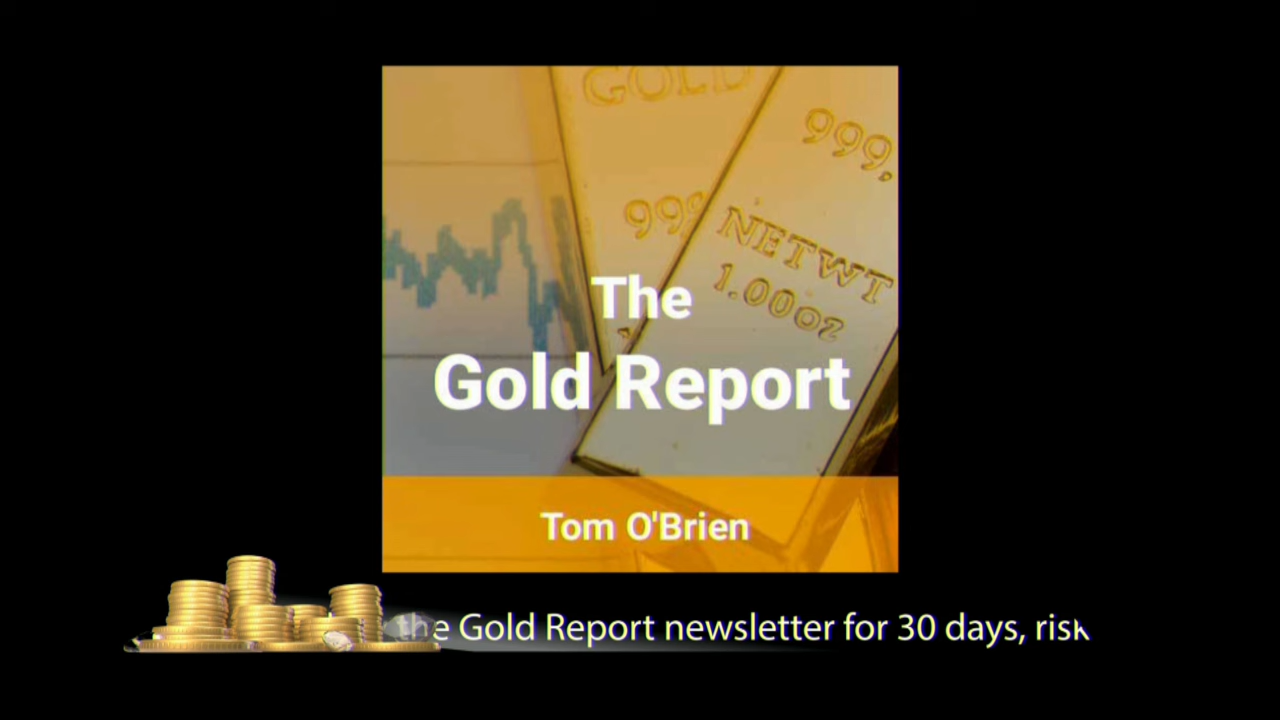 GOLD
999.
999
NETWT
1.00oz
The
Gold Report
Tom O'Brien
the Gold Report newsletter for 30 days, risk